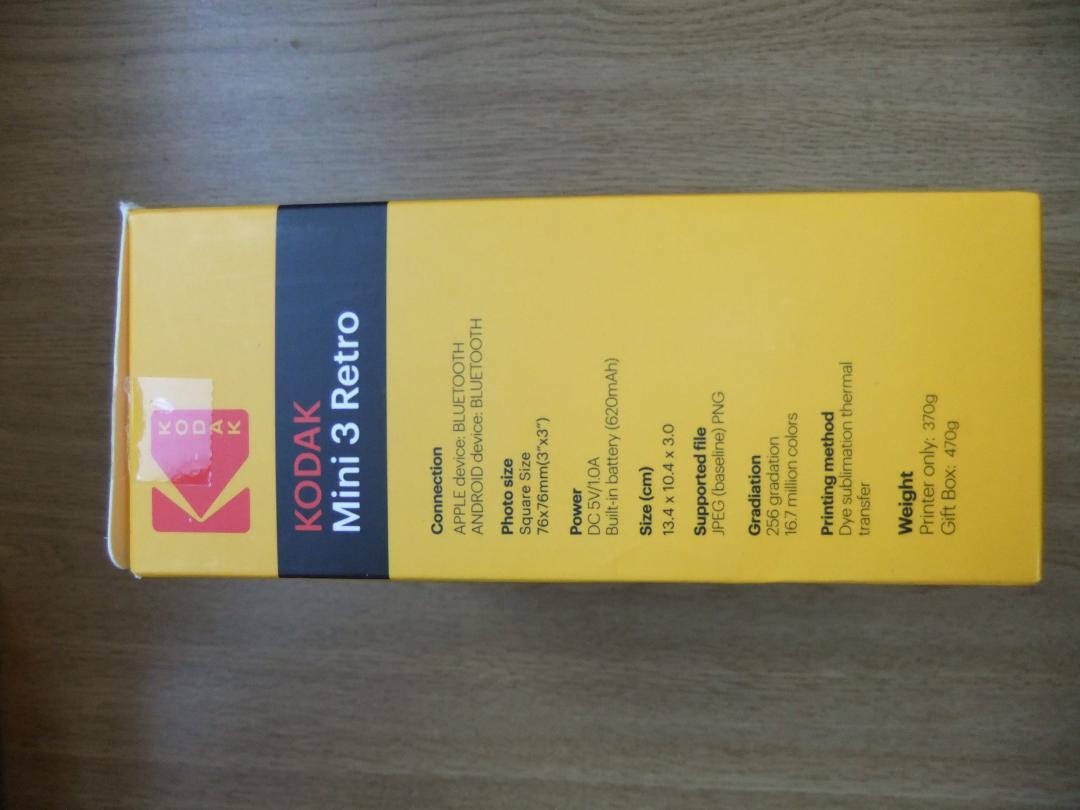 KODAK
KODAK
Mini 3 Retro
Connection
APPLE device: BLUETOOTH
ANDROID device: BLUETOOTH
Photo size
Square Size
76x76mm(3"x3")
Power
DC 5V/1.0A
Built-in battery (620mAh)
Size (cm)
13.4 x 10.4 x 3.0
Supported file
JPEG (baseline) PNG
Gradiation
256 gradation
16.7 million colors
Printing method
Dye sublimation thermal
transfer
Weight
Printer only: 370g
Gift Box: 470g